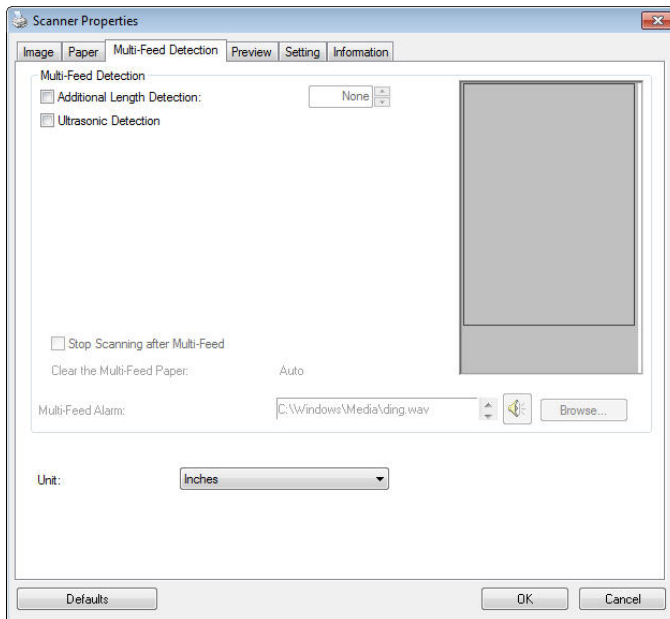 Scanner Properties
Image Paper Multi-Feed Detection Preview Setting Information
Multi-Feed Detection
Additional Length Detection: None
Ultrasonic Detection
Stop Scanning after Multi-Feed
Clear the Multi-Feed Paper: Auto
Multi-Feed Alarm: C:\Windows\Media\ding.wav Browse...
Unit: Inches
Defaults OK Cancel